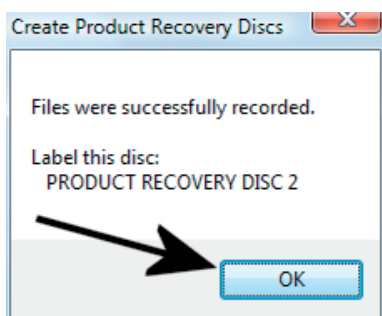 Create Product Recovery Discs
Files were successfully recorded.
Label this disc:
PRODUCT RECOVERY DISC 2
OK